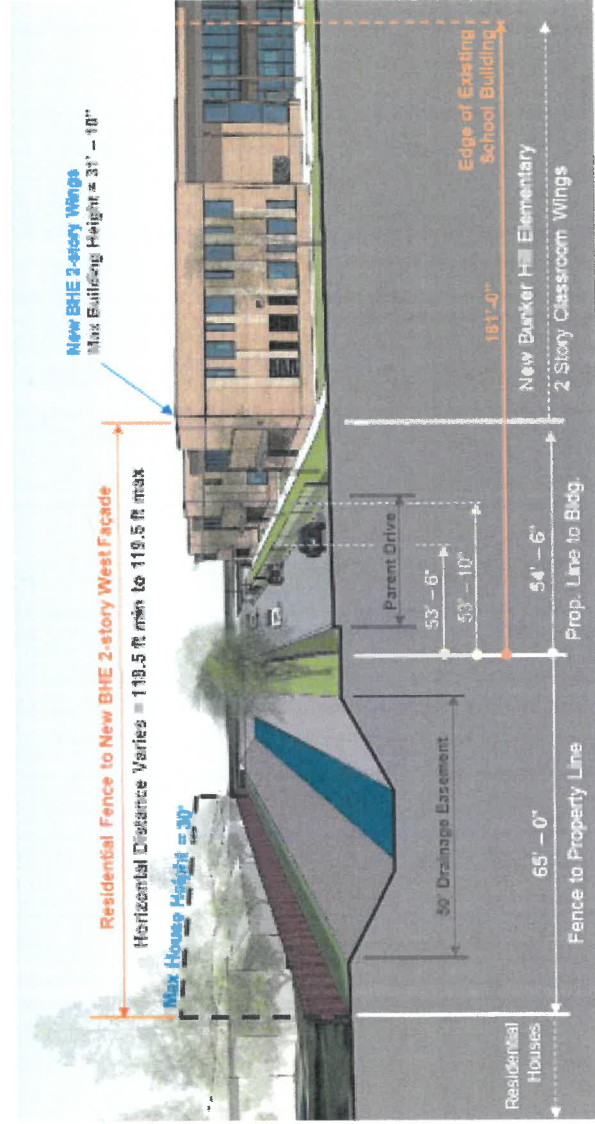 Residential Fence to New BHE 2-story West Façade
Horizontal Distance Varies = 118.5 ft min to 119.5 ft max
Max House Height = 30'
New BHE 2-story Wings
Max Building Height = 31' – 10"
50' Drainage Easement
Parent Drive
53' – 6"
53' – 10"
181'-0"
Edge of Existing
School Building
65' – 0"
Fence to Property Line
54' – 6"
Prop. Line to Bldg.
New Bunker Hill Elementary
2 Story Classroom Wings
Residential
Houses